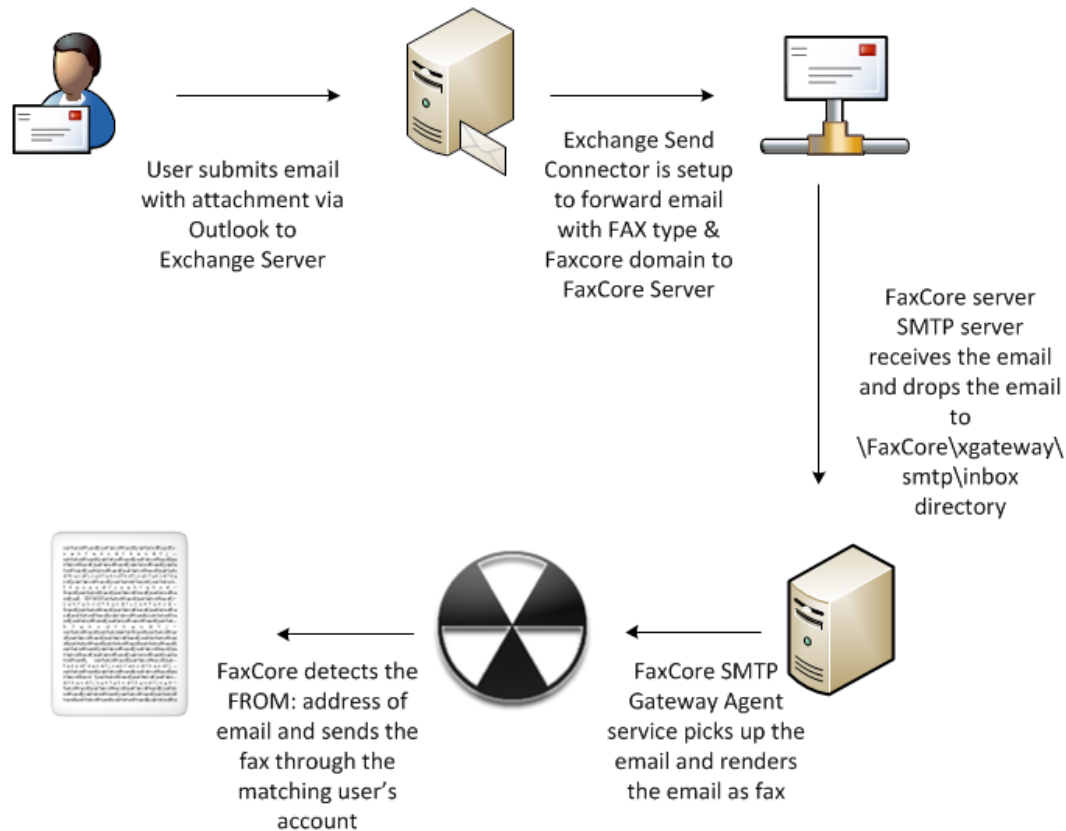 User submits email
with attachment via
Outlook to
Exchange Server
Exchange Send
Connector is setup
to forward email
with FAX type &
Faxcore domain to
FaxCore Server
FaxCore server
SMTP server
receives the email
and drops the email
to
\FaxCore\xgateway\
smtp\inbox
directory
FaxCore SMTP
Gateway Agent
service picks up the
email and renders
the email as fax
FaxCore detects the
FROM: address of
email and sends the
fax through the
matching user's
account